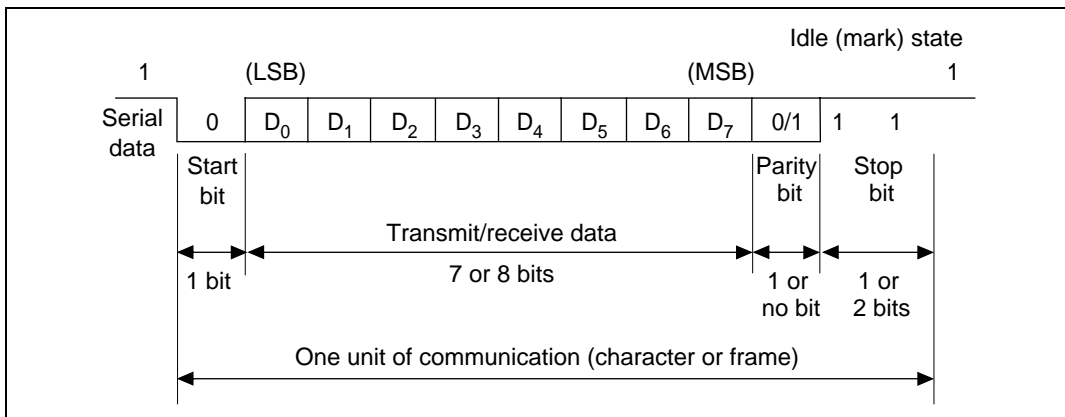 Idle (mark) state
1 (LSB) (MSB) 1
Serial data
0 D₀ D₁ D₂ D₃ D₄ D₅ D₆ D₇ 0/1 1 1
Start bit
Parity bit
Stop bit
Transmit/receive data
1 bit
7 or 8 bits
1 or no bit
1 or 2 bits
One unit of communication (character or frame)